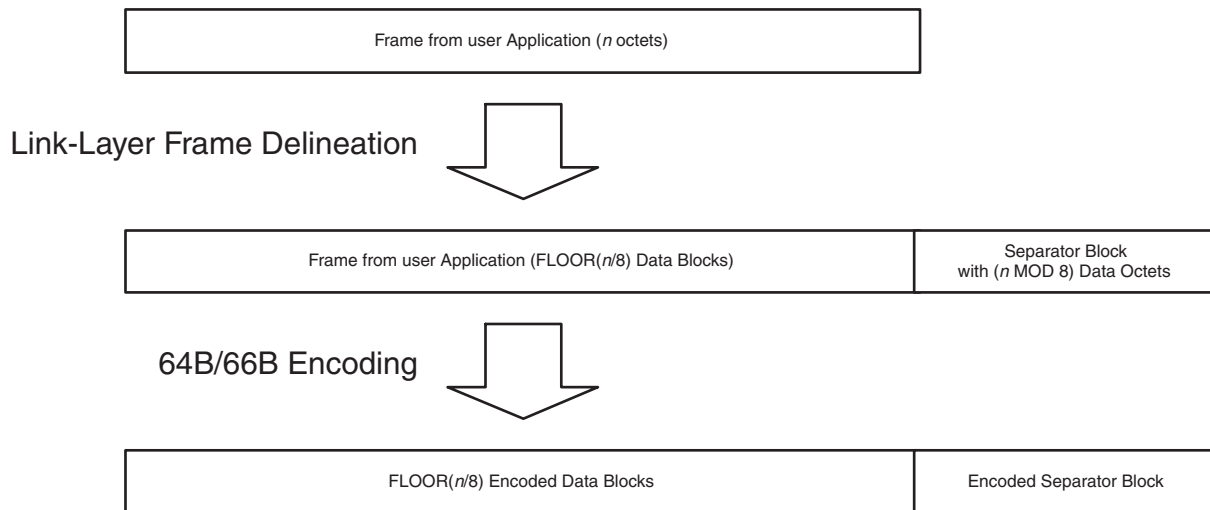 Frame from user Application (n octets)
Link-Layer Frame Delineation
Frame from user Application (FLOOR(n/8) Data Blocks)
Separator Block
with (n MOD 8) Data Octets
64B/66B Encoding
FLOOR(n/8) Encoded Data Blocks
Encoded Separator Block